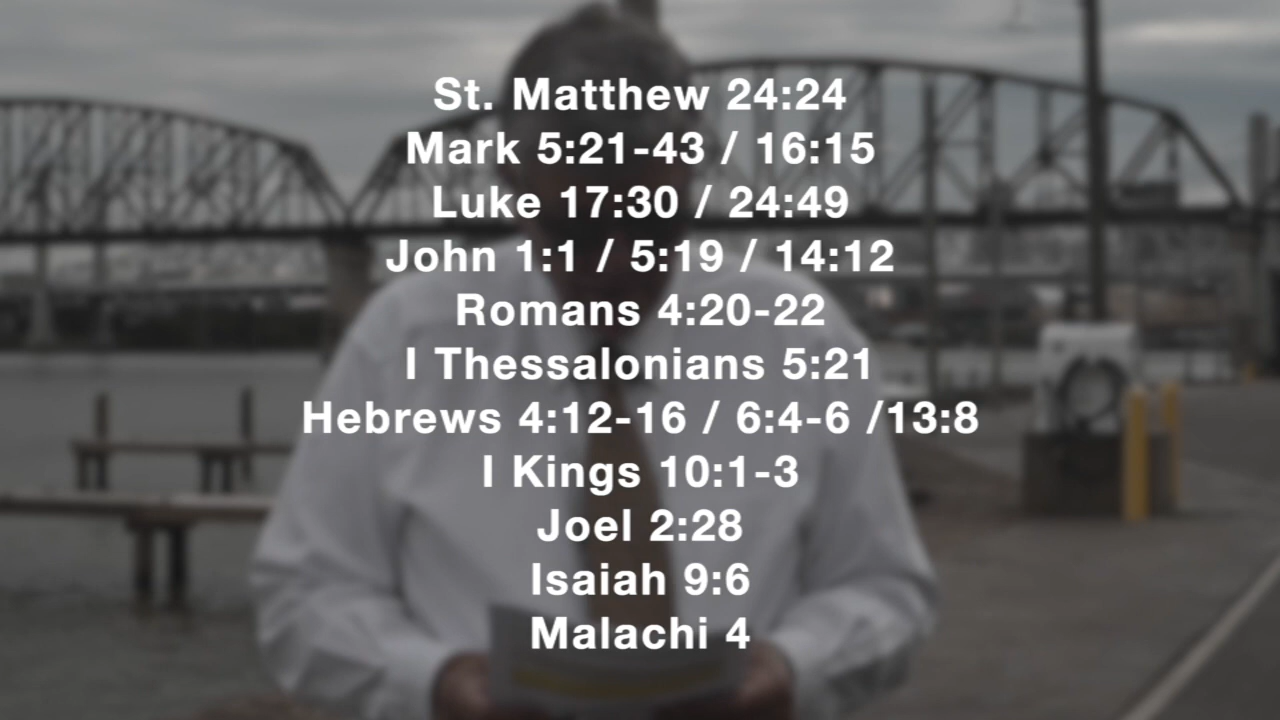 St. Matthew 24:24
Mark 5:21-43 / 16:15
Luke 17:30 / 24:49
John 1:1 / 5:19 / 14:12
Romans 4:20-22
I Thessalonians 5:21
Hebrews 4:12-16 / 6:4-6 /13:8
I Kings 10:1-3
Joel 2:28
Isaiah 9:6
Malachi 4